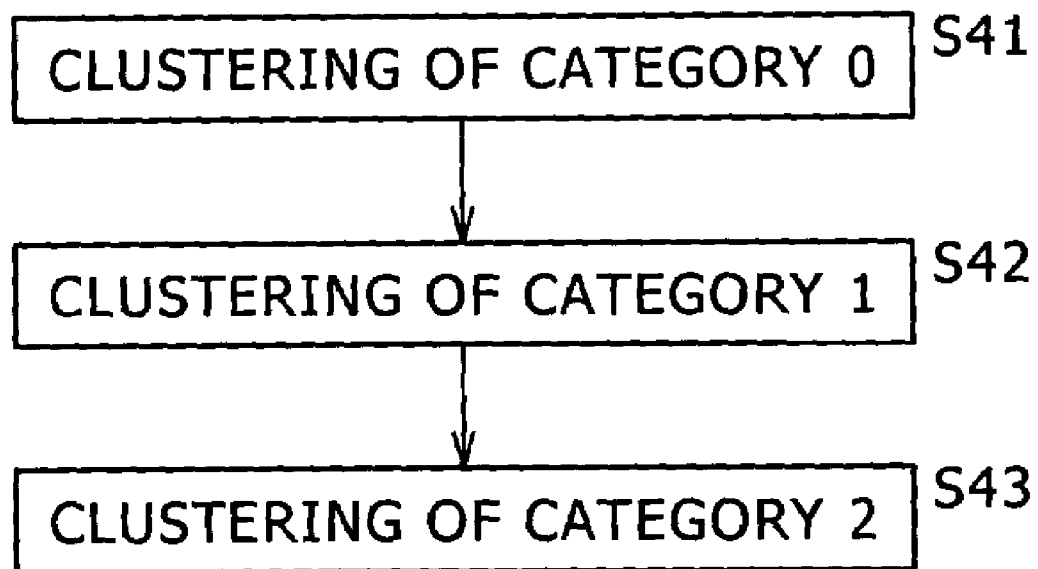 CLUSTERING OF CATEGORY 0 S41
CLUSTERING OF CATEGORY 1 S42
CLUSTERING OF CATEGORY 2 S43